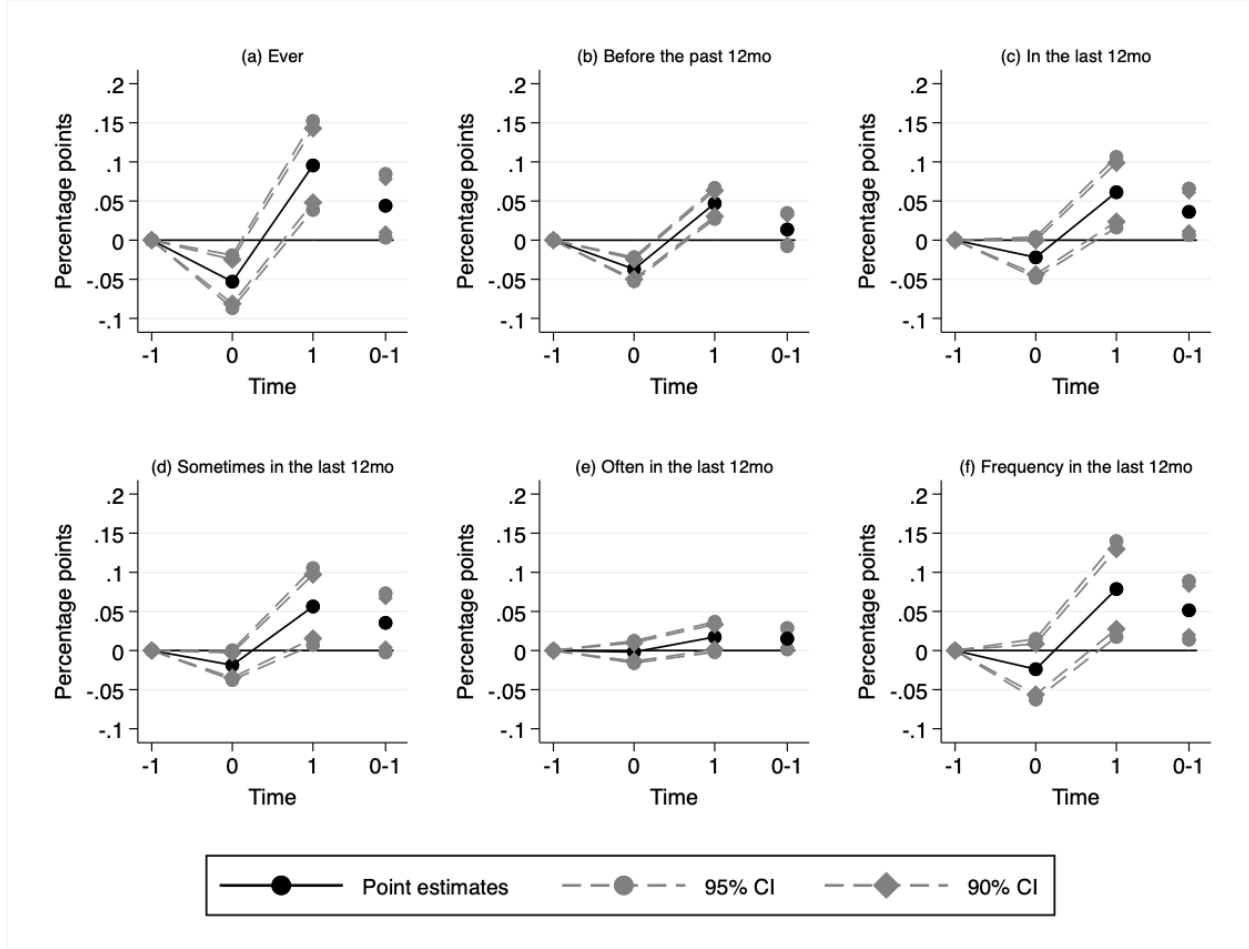 (a) Ever
(b) Before the past 12mo
(c) In the last 12mo
Percentage points
.2
.15
.1
.05
0
-.05
-.1
-1 0 1 0-1
Time
Percentage points
.2
.15
.1
.05
0
-.05
-.1
-1 0 1 0-1
Time
Percentage points
.2
.15
.1
.05
0
-.05
-.1
-1 0 1 0-1
Time
(d) Sometimes in the last 12mo
(e) Often in the last 12mo
(f) Frequency in the last 12mo
Percentage points
.2
.15
.1
.05
0
-.05
-.1
-1 0 1 0-1
Time
Percentage points
.2
.15
.1
.05
0
-.05
-.1
-1 0 1 0-1
Time
Percentage points
.2
.15
.1
.05
0
-.05
-.1
-1 0 1 0-1
Time
Point estimates 95% CI 90% CI